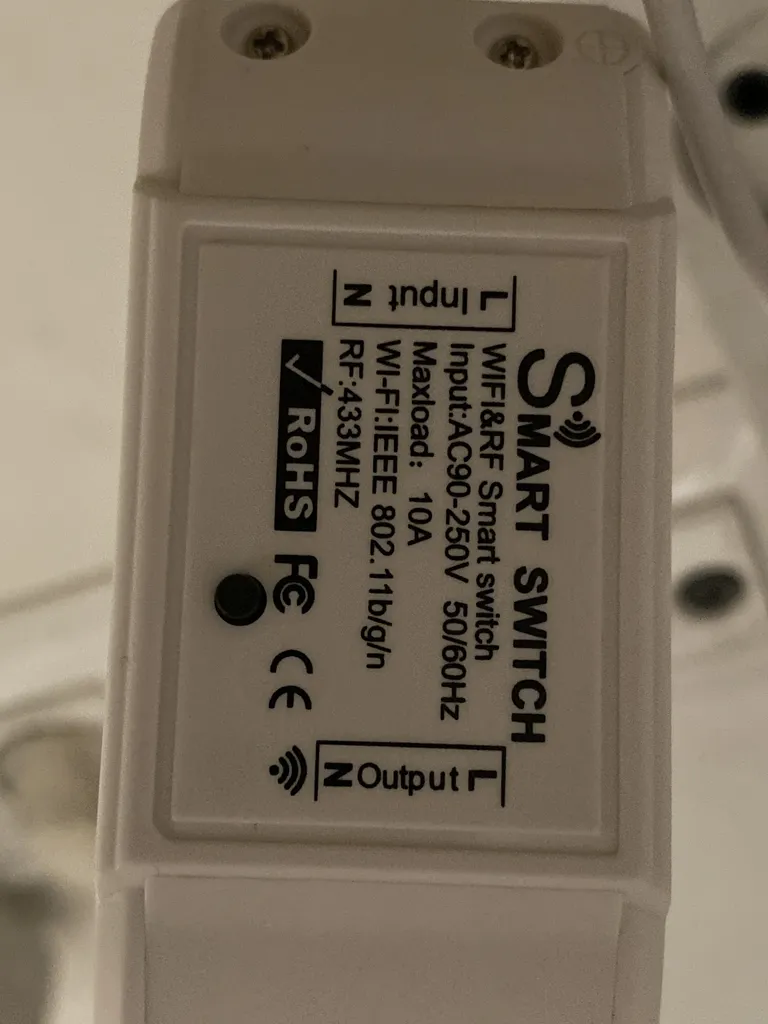 SMART SWITCH
WIFI&RF Smart switch
Input:AC90-250V 50/60Hz
Maxload: 10A
WI-FI:IEEE 802.11b/g/n
RF:433MHZ
RoHS FC CE
L Input N
L Output N